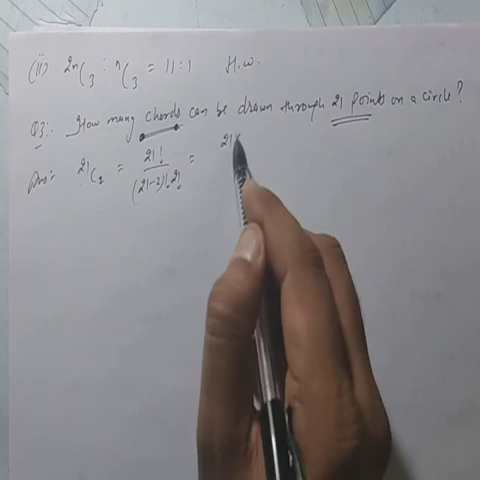 (ii) 2nC3 : nC3 = 11 : 1 H.W.
Q3:- How many chords can be drawn through 21 points on a circle?
Ans:- 21C2 = 21! / (21-2)! 2! = 21